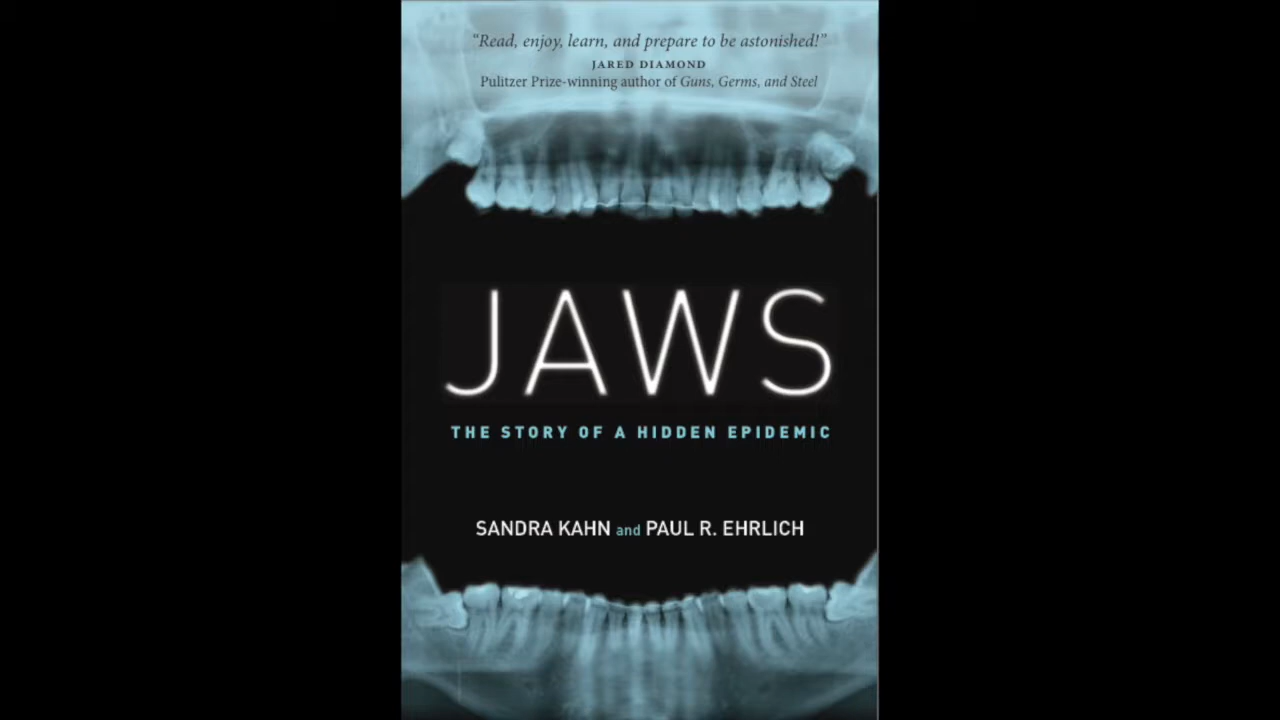 “Read, enjoy, learn, and prepare to be astonished!”
JARED DIAMOND
Pulitzer Prize-winning author of Guns, Germs, and Steel
JAWS
THE STORY OF A HIDDEN EPIDEMIC
SANDRA KAHN and PAUL R. EHRLICH